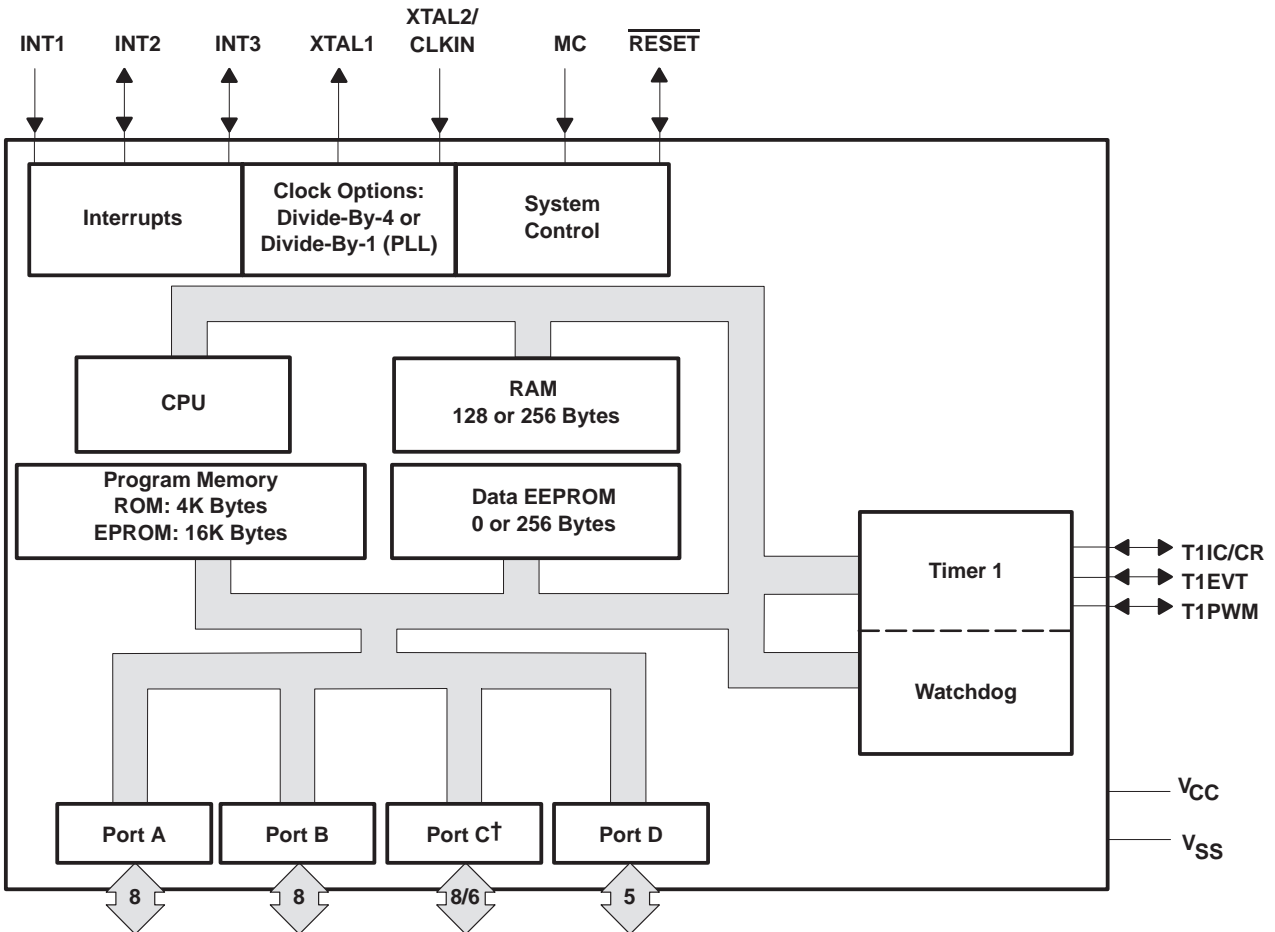 INT1
INT2
INT3
XTAL1
XTAL2/
CLKIN
MC
RESET
Interrupts
Clock Options:
Divide-By-4 or
Divide-By-1 (PLL)
System
Control
CPU
RAM
128 or 256 Bytes
Program Memory
ROM: 4K Bytes
EPROM: 16K Bytes
Data EEPROM
0 or 256 Bytes
Timer 1
T1IC/CR
T1EVT
T1PWM
Watchdog
VCC
VSS
Port A
Port B
Port C†
Port D
8
8
8/6
5